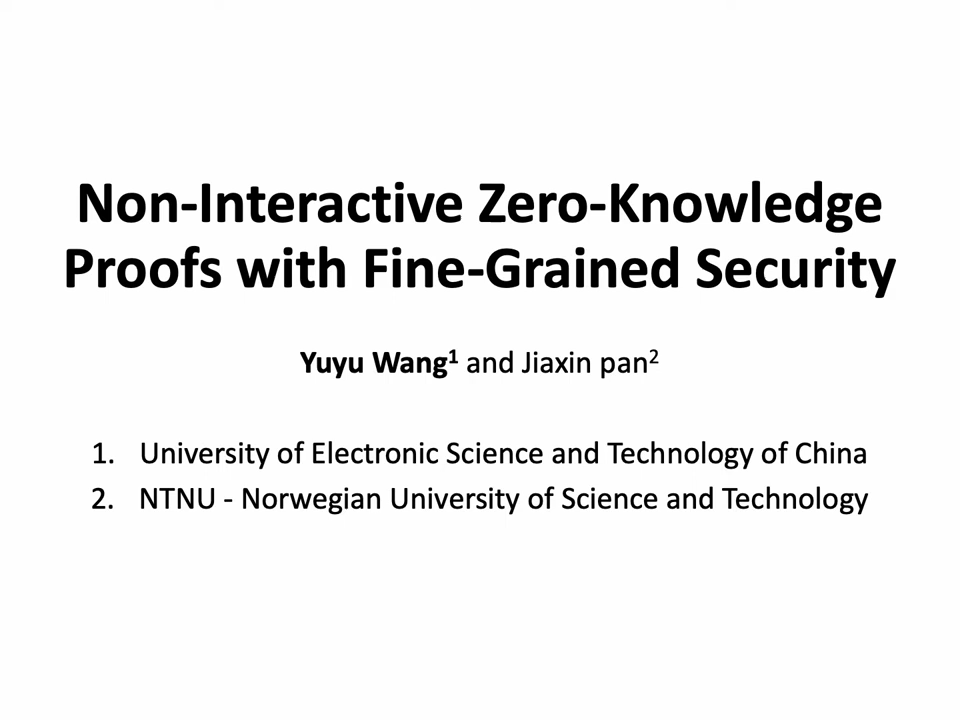 Non-Interactive Zero-Knowledge
Proofs with Fine-Grained Security
Yuyu Wang¹ and Jiaxin pan²
1. University of Electronic Science and Technology of China
2. NTNU - Norwegian University of Science and Technology